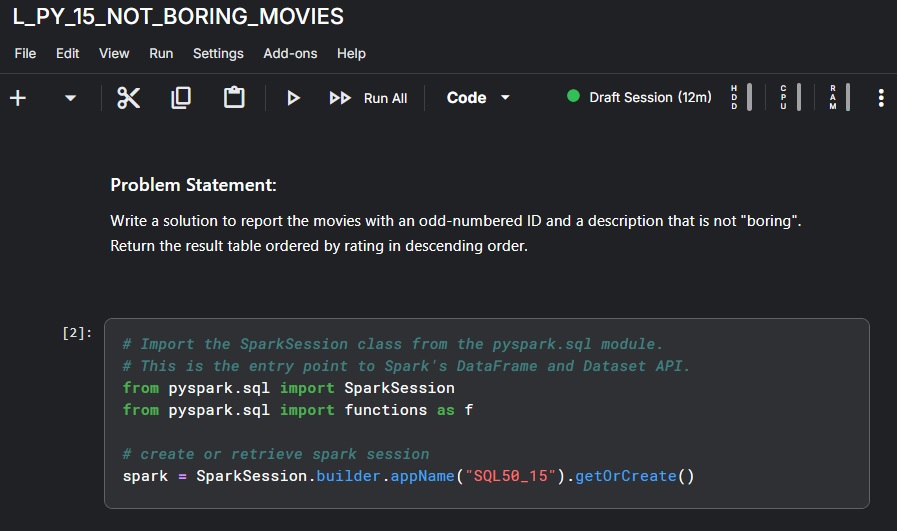 L_PY_15_NOT_BORING_MOVIES
File Edit View Run Settings Add-ons Help
Run All Code Draft Session (12m) HDD CPU RAM
Problem Statement:
Write a solution to report the movies with an odd-numbered ID and a description that is not "boring".
Return the result table ordered by rating in descending order.
[2]:
# Import the SparkSession class from the pyspark.sql module.
# This is the entry point to Spark's DataFrame and Dataset API.
from pyspark.sql import SparkSession
from pyspark.sql import functions as f
# create or retrieve spark session
spark = SparkSession.builder.appName("SQL50_15").getOrCreate()